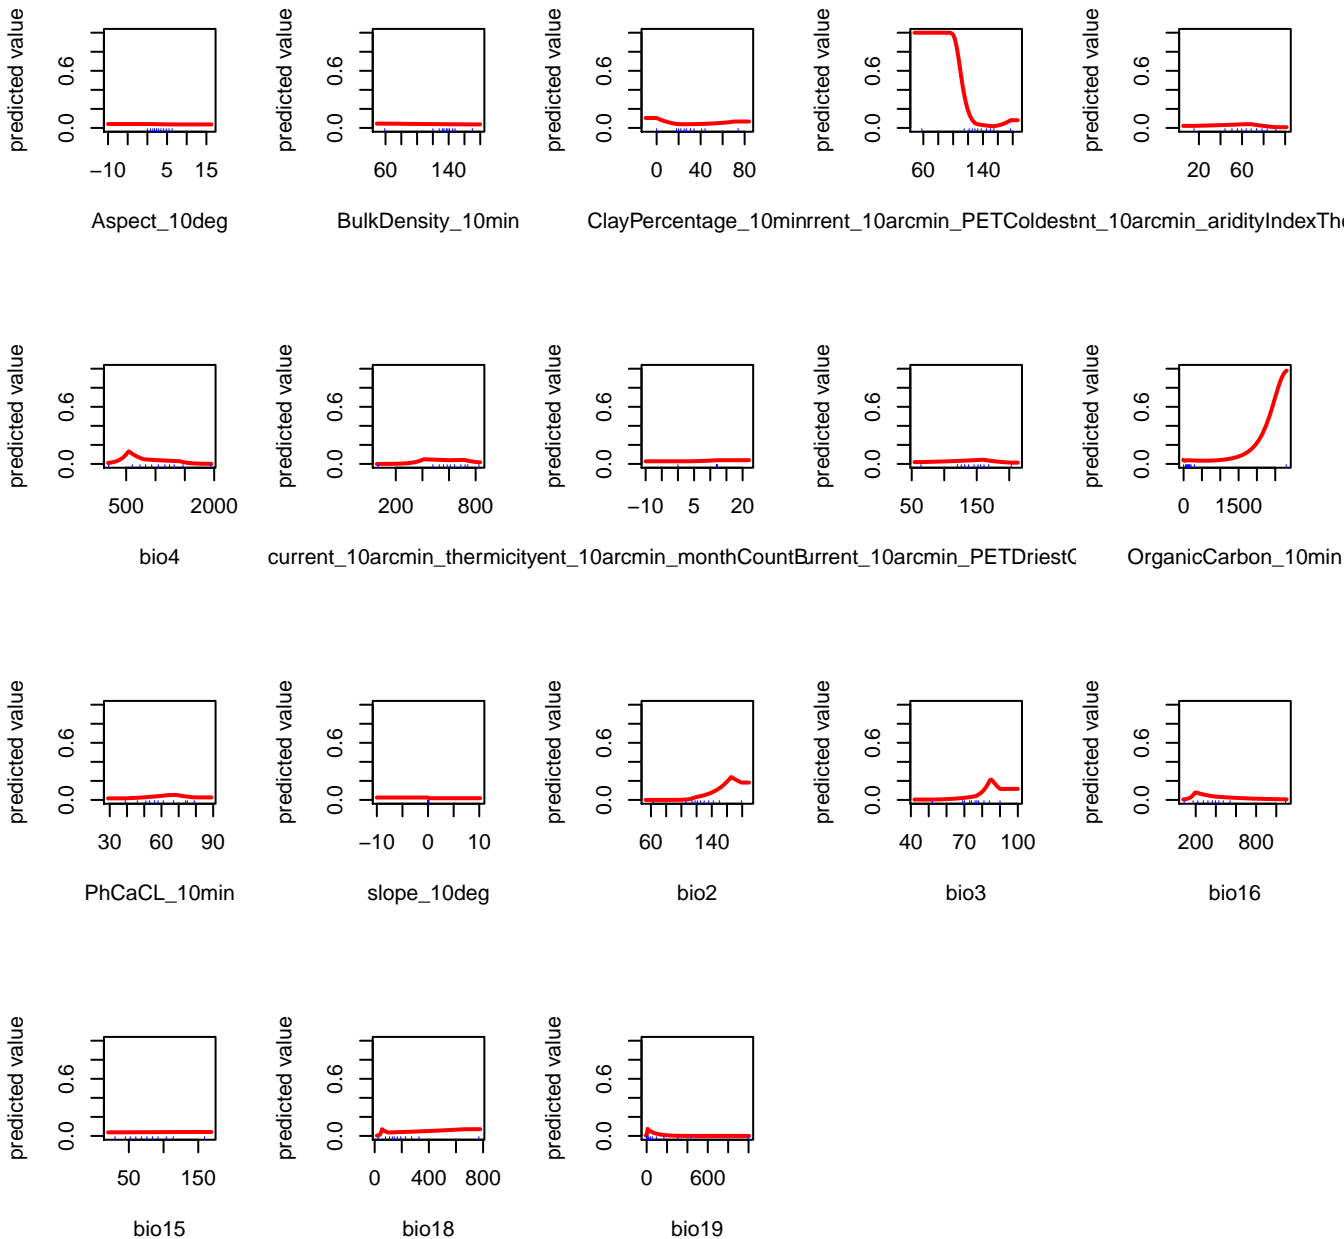 predicted value predicted value predicted value predicted value predicted value
0.6 0.6 0.6 0.6 0.6
0.0 0.0 0.0 0.0 0.0
−10 5 15 60 140 0 40 80 60 140 20 60
Aspect_10deg BulkDensity_10min ClayPercentage_10min rrent_10arcmin_PETColdest nt_10arcmin_aridityIndexTh
predicted value predicted value predicted value predicted value predicted value
0.6 0.6 0.6 0.6 0.6
0.0 0.0 0.0 0.0 0.0
500 2000 200 800 −10 5 20 50 150 0 1500
bio4 current_10arcmin_thermicity ent_10arcmin_monthCount urrent_10arcmin_PETDriest OrganicCarbon_10min
predicted value predicted value predicted value predicted value predicted value
0.6 0.6 0.6 0.6 0.6
0.0 0.0 0.0 0.0 0.0
30 60 90 −10 0 10 60 140 40 70 100 200 800
PhCaCL_10min slope_10deg bio2 bio3 bio16
predicted value predicted value predicted value
0.6 0.6 0.6
0.0 0.0 0.0
50 150 0 400 800 0 600
bio15 bio18 bio19